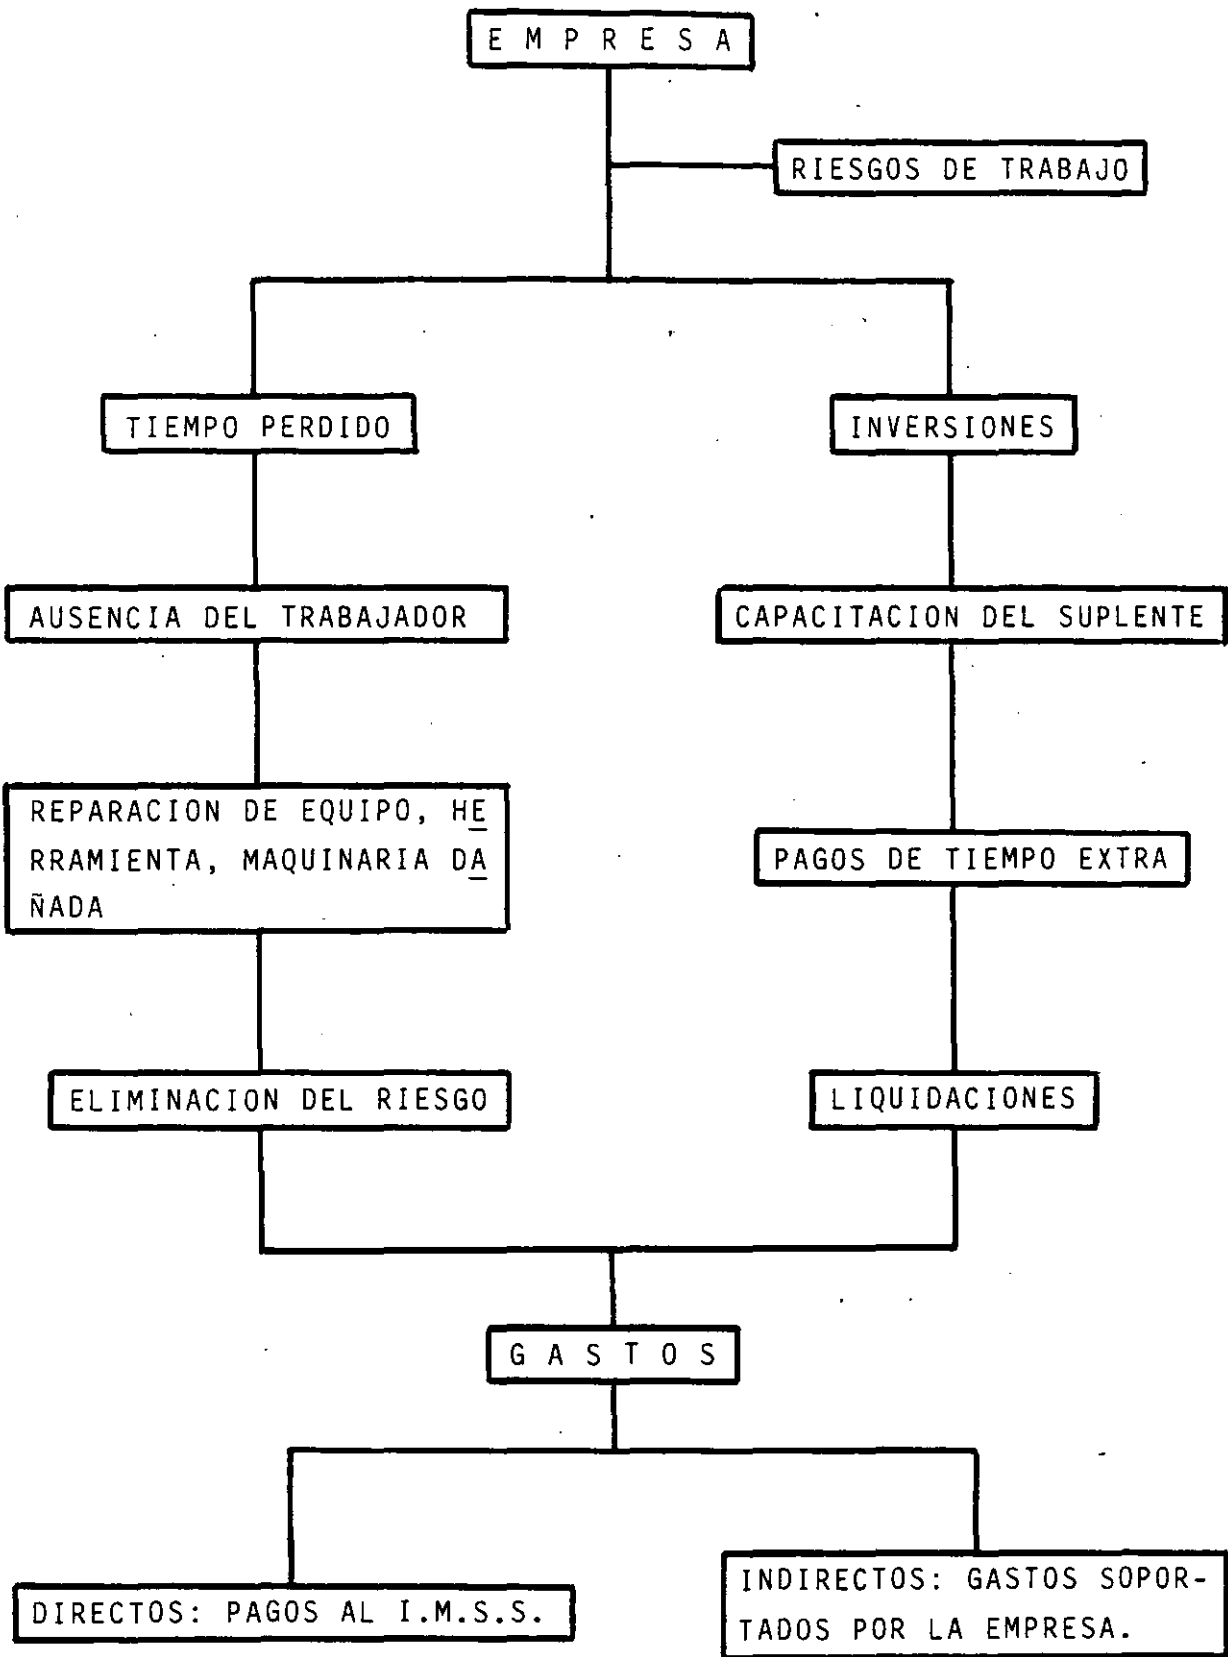 E M P R E S A
RIESGOS DE TRABAJO
TIEMPO PERDIDO
INVERSIONES
AUSENCIA DEL TRABAJADOR
CAPACITACION DEL SUPLENTE
REPARACION DE EQUIPO, HE
RRAMIENTA, MAQUINARIA DA
ÑADA
PAGOS DE TIEMPO EXTRA
ELIMINACION DEL RIESGO
LIQUIDACIONES
G A S T O S
DIRECTOS: PAGOS AL I.M.S.S.
INDIRECTOS: GASTOS SOPOR-
TADOS POR LA EMPRESA.